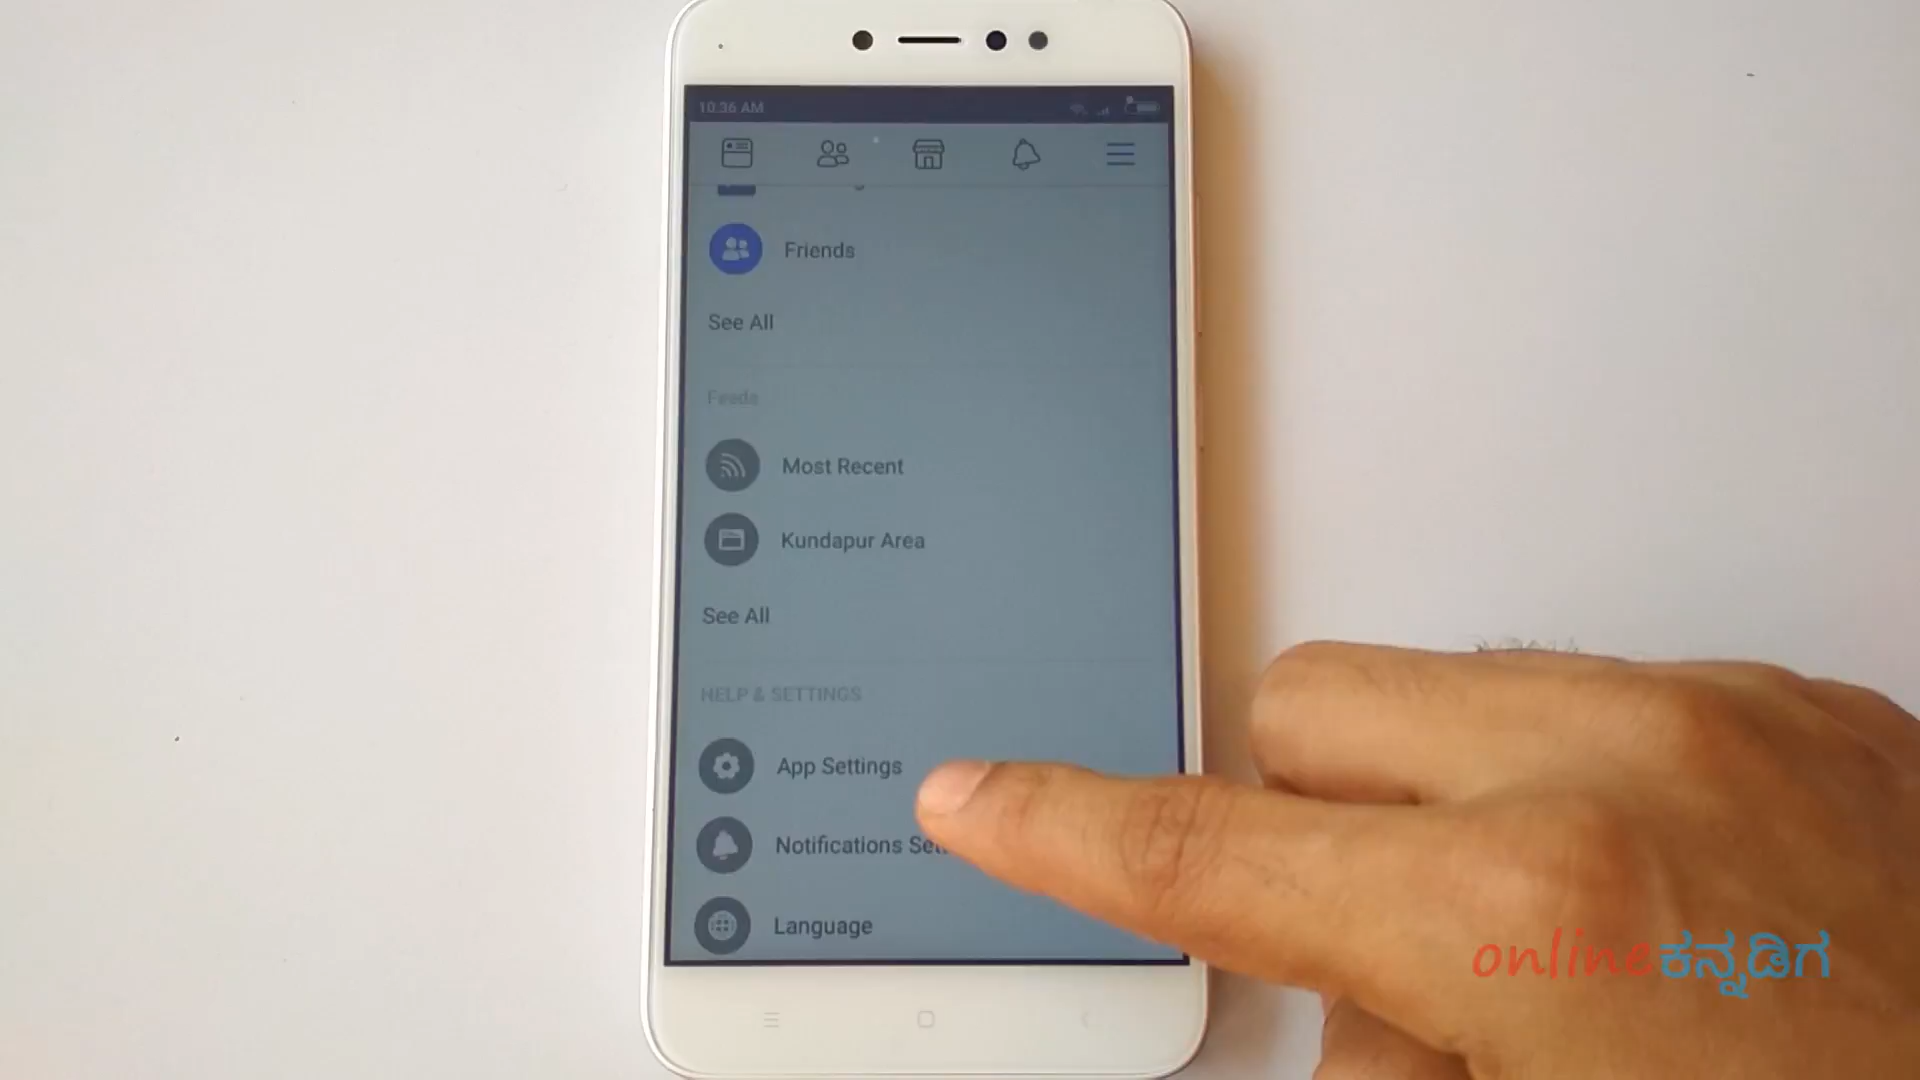 10:36 AM
Friends
See All
Feeds
Most Recent
Kundapur Area
See All
HELP & SETTINGS
App Settings
Notifications Sett
Language
onlineಕನ್ನಡಿಗ